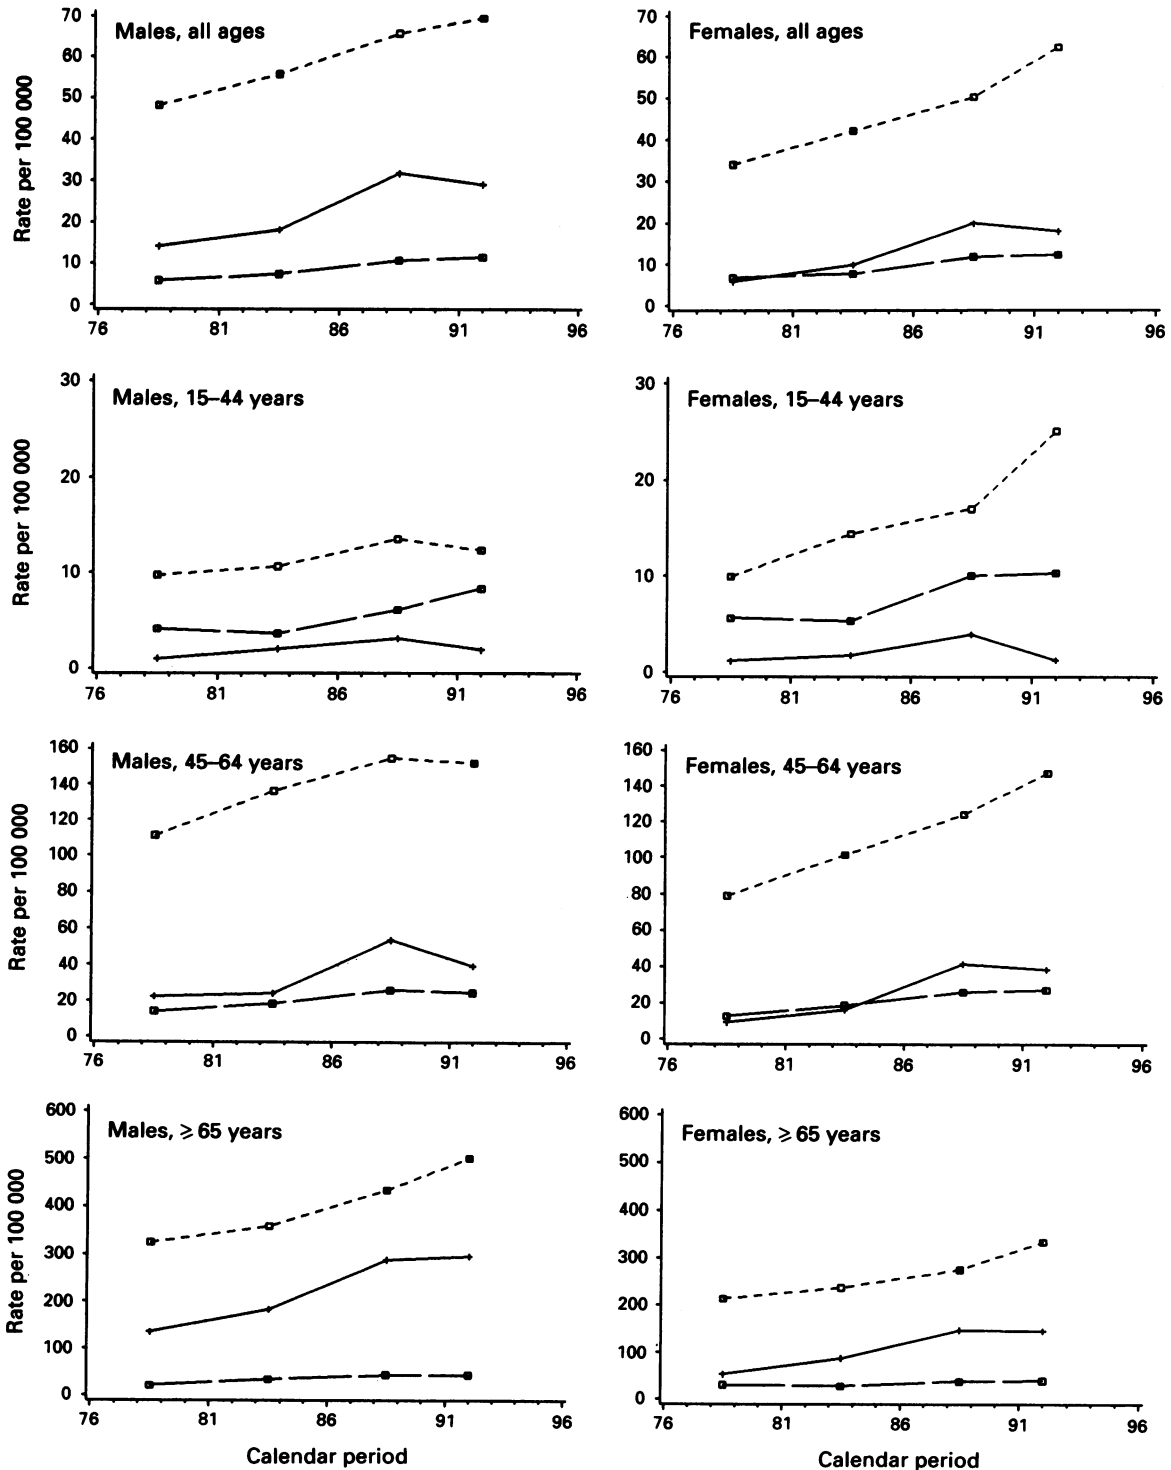 Males, all ages
Rate per 100 000
70
60
50
40
30
20
10
0
76 81 86 91 96
Females, all ages
70
60
50
40
30
20
10
0
76 81 86 91 96
Males, 15–44 years
Rate per 100 000
30
20
10
0
76 81 86 91 96
Females, 15–44 years
30
20
10
0
76 81 86 91 96
Males, 45–64 years
Rate per 100 000
160
140
120
100
80
60
40
20
0
76 81 86 91 96
Females, 45–64 years
160
140
120
100
80
60
40
20
0
76 81 86 91 96
Males, ⩾ 65 years
Rate per 100 000
600
500
400
300
200
100
0
76 81 86 91 96
Calendar period
Females, ⩾ 65 years
600
500
400
300
200
100
0
76 81 86 91 96
Calendar period